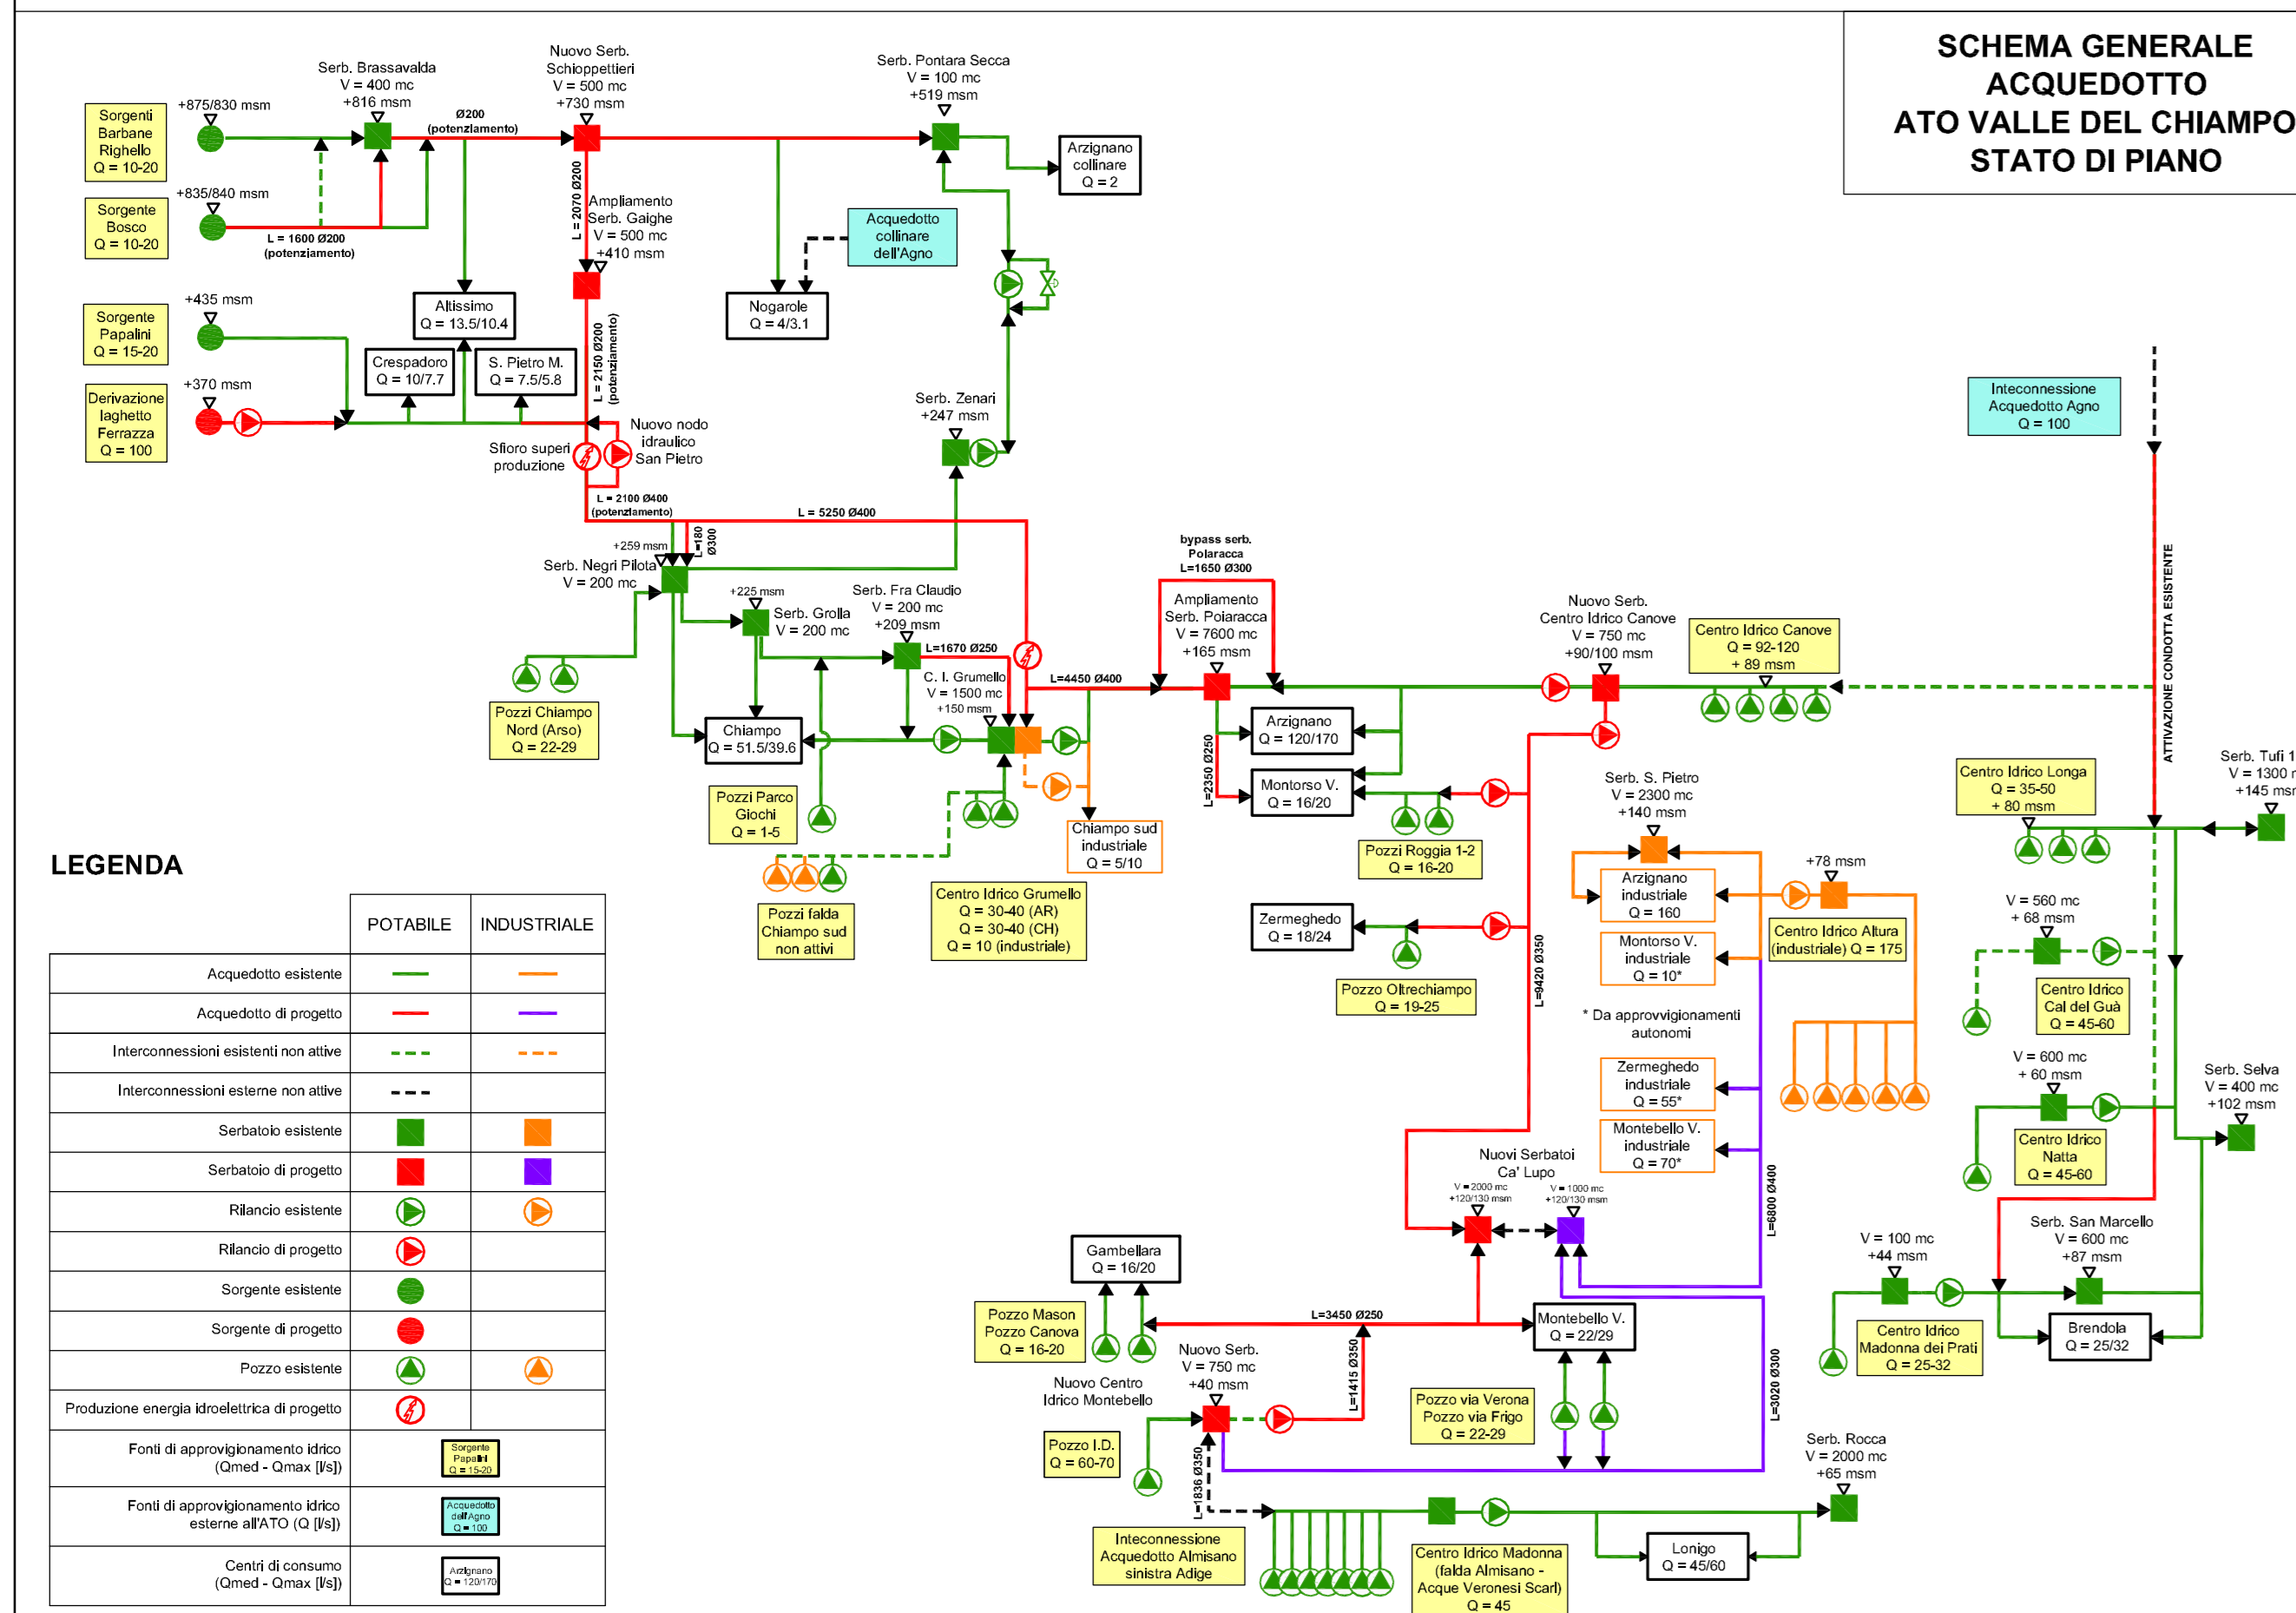 SCHEMA GENERALE
ACQUEDOTTO
ATO VALLE DEL CHIAMPO
STATO DI PIANO
Sorgenti
Barbane
Righello
Q = 10-20
+875/830 msm
Serb. Brassavalda
V = 400 mc
+816 msm
Ø200
(potenziamento)
Nuovo Serb.
Schioppettieri
V = 500 mc
+730 msm
Serb. Pontara Secca
V = 100 mc
+519 msm
Arzignano
collinare
Q = 2
Sorgente
Bosco
Q = 10-20
+835/840 msm
L = 1600 Ø200
(potenziamento)
L = 2070 Ø200
Ampliamento
Serb. Gaighe
V = 500 mc
+410 msm
Acquedotto
collinare
dell'Agno
Sorgente
Papalini
Q = 15-20
+435 msm
Altissimo
Q = 13.5/10.4
Nogarole
Q = 4/3.1
Crespadoro
Q = 10/7.7
S. Pietro M.
Q = 7.5/5.8
L = 2150 Ø200
(potenziamento)
Derivazione
laghetto
Ferrazza
Q = 100
+370 msm
Sfioro superi
produzione
Nuovo nodo
idraulico
San Pietro
Serb. Zenari
+247 msm
Inteconnessione
Acquedotto Agno
Q = 100
L = 2100 Ø400
(potenziamento)
L = 5250 Ø400
L=180
Ø300
+259 msm
Serb. Negri Pilota
V = 200 mc
+225 msm
Serb. Grolla
V = 200 mc
Serb. Fra Claudio
V = 200 mc
+209 msm
L=1670 Ø250
C. I. Grumello
V = 1500 mc
+150 msm
L=4450 Ø400
bypass serb.
Poiaracca
L=1650 Ø300
Ampliamento
Serb. Poiaracca
V = 7600 mc
+165 msm
Nuovo Serb.
Centro Idrico Canove
V = 750 mc
+90/100 msm
Centro Idrico Canove
Q = 92-120
+ 89 msm
ATTIVAZIONE CONDOTTA ESISTENTE
Pozzi Chiampo
Nord (Arso)
Q = 22-29
Chiampo
Q = 51.5/39.6
Pozzi Parco
Giochi
Q = 1-5
Arzignano
Q = 120/170
Montorso V.
Q = 16/20
L=2350 Ø250
Chiampo sud
industriale
Q = 5/10
Pozzi Roggia 1-2
Q = 16-20
Serb. S. Pietro
V = 2300 mc
+140 msm
Centro Idrico Longa
Q = 35-50
+ 80 msm
Serb. Tufi 1
V = 1300
+145
Pozzi falda
Chiampo sud
non attivi
Centro Idrico Grumello
Q = 30-40 (AR)
Q = 30-40 (CH)
Q = 10 (industriale)
Zermeghedo
Q = 18/24
Pozzo Oltrechiampo
Q = 19-25
L=9420 Ø350
Arzignano
industriale
Q = 160
+78 msm
Centro Idrico Altura
(industriale) Q = 175
Montorso V.
industriale
Q = 10*
* Da approvvigionamenti
autonomi
Zermeghedo
industriale
Q = 55*
Montebello V.
industriale
Q = 70*
V = 560 mc
+ 68 msm
Centro Idrico
Cal del Guà
Q = 45-60
V = 600 mc
+ 60 msm
Centro Idrico
Natta
Q = 45-60
Serb. Selva
V = 400 mc
+102 msm
Nuovi Serbatoi
Ca' Lupo
V = 2000 mc
+120/130 msm
V = 1000 mc
+120/130 msm
L=6800 Ø400
V = 100 mc
+44 msm
Serb. San Marcello
V = 600 mc
+87 msm
Centro Idrico
Madonna dei Prati
Q = 25-32
Brendola
Q = 25/32
Gambellara
Q = 16/20
Pozzo Mason
Pozzo Canova
Q = 16-20
L=3450 Ø250
Montebello V.
Q = 22/29
Nuovo Centro
Idrico Montebello
Nuovo Serb.
V = 750 mc
+40 msm
L=1415 Ø350
Pozzo via Verona
Pozzo via Frigo
Q = 22-29
L=3020 Ø300
Pozzo I.D.
Q = 60-70
L=1836 Ø350
Serb. Rocca
V = 2000 mc
+65 msm
Inteconnessione
Acquedotto Almisano
sinistra Adige
Centro Idrico Madonna
(falda Almisano -
Acque Veronesi Scarl)
Q = 45
Lonigo
Q = 45/60
LEGENDA
POTABILE
INDUSTRIALE
Acquedotto esistente
Acquedotto di progetto
Interconnessioni esistenti non attive
Interconnessioni esterne non attive
Serbatoio esistente
Serbatoio di progetto
Rilancio esistente
Rilancio di progetto
Sorgente esistente
Sorgente di progetto
Pozzo esistente
Produzione energia idroelettrica di progetto
Fonti di approvigionamento idrico
(Qmed - Qmax [l/s])
Sorgente
Papalini
Q = 15-20
Fonti di approvigionamento idrico
esterne all'ATO (Q [l/s])
Acquedotto
dell'Agno
Q = 100
Centri di consumo
(Qmed - Qmax [l/s])
Arzignano
Q = 120/170